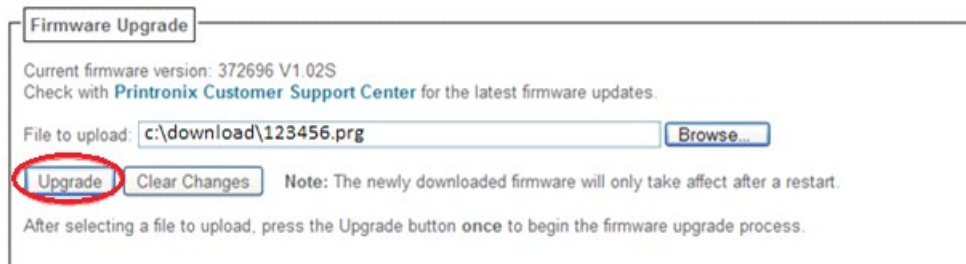 Firmware Upgrade
Current firmware version: 372696 V1.02S
Check with Printronix Customer Support Center for the latest firmware updates.
File to upload: c:\download\123456.prg Browse...
Upgrade Clear Changes Note: The newly downloaded firmware will only take affect after a restart.
After selecting a file to upload, press the Upgrade button once to begin the firmware upgrade process.